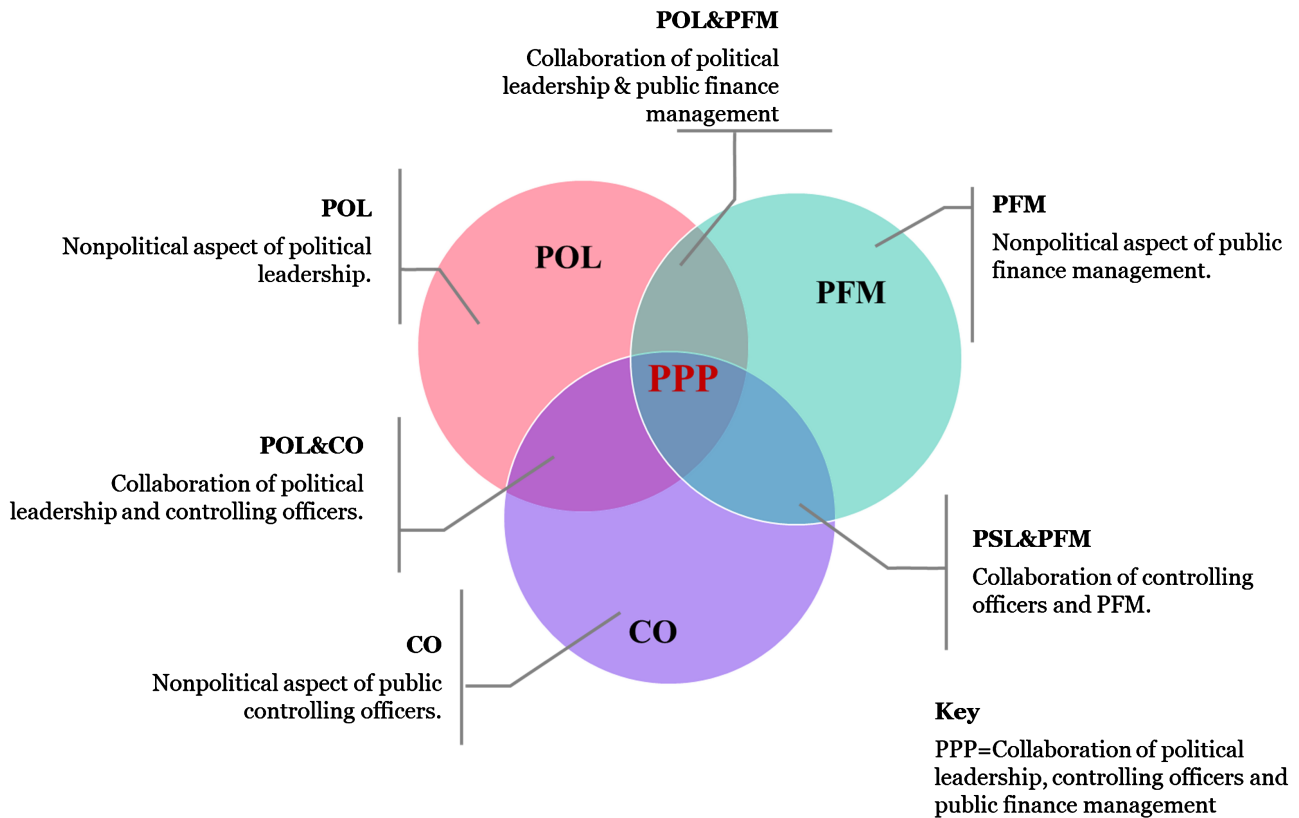 POL&PFM
Collaboration of political
leadership & public finance
management
POL
Nonpolitical aspect of political
leadership.
PFM
Nonpolitical aspect of public
finance management.
POL
PFM
PPP
POL&CO
Collaboration of political
leadership and controlling officers.
PSL&PFM
Collaboration of controlling
officers and PFM.
CO
Nonpolitical aspect of public
controlling officers.
CO
Key
PPP=Collaboration of political
leadership, controlling officers and
public finance management